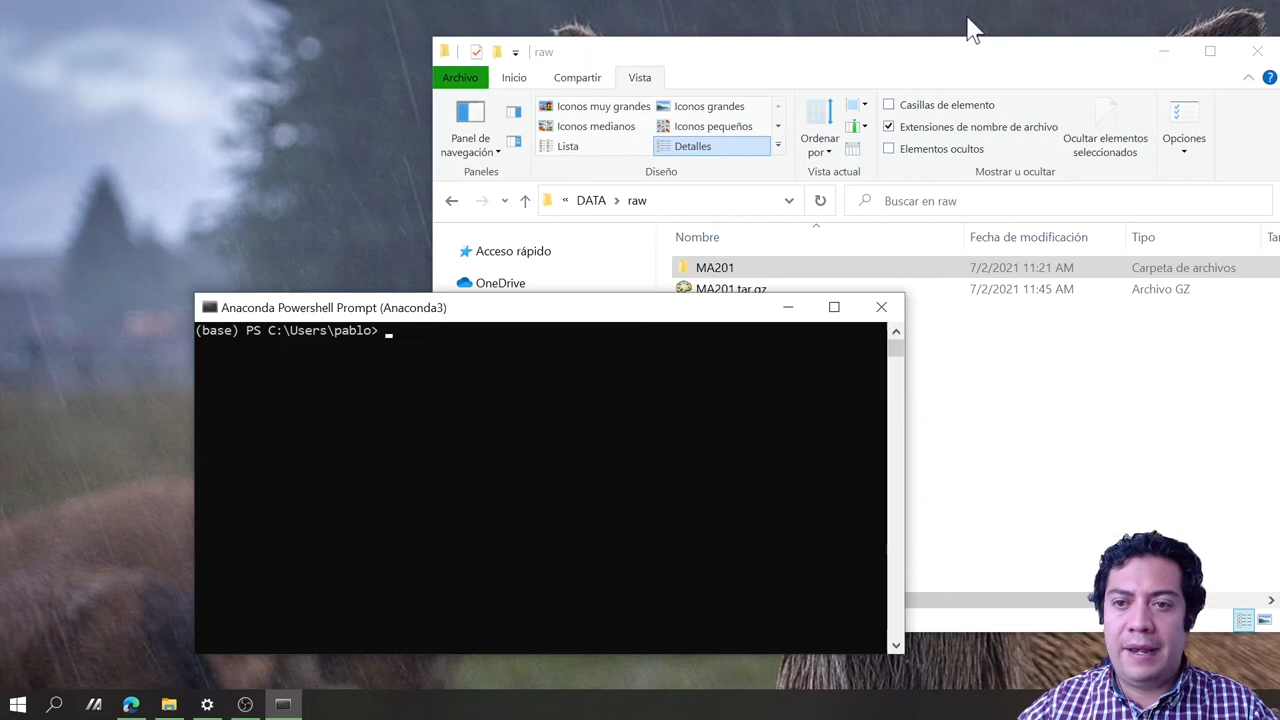 raw
Archivo Inicio Compartir Vista
Iconos muy grandes Iconos grandes
Iconos medianos Iconos pequeños
Lista Detalles
Panel de
navegación
Paneles
Diseño
Ordenar
por
Vista actual
Casillas de elemento
Extensiones de nombre de archivo
Elementos ocultos
Ocultar elementos
seleccionados
Mostrar u ocultar
Opciones
« DATA > raw
Buscar en raw
Nombre Fecha de modificación Tipo
Acceso rápido
OneDrive
MA201 7/2/2021 11:21 AM Carpeta de archivos
MA201.tar.gz 7/2/2021 11:45 AM Archivo GZ
Anaconda Powershell Prompt (Anaconda3)
(base) PS C:\Users\pablo>